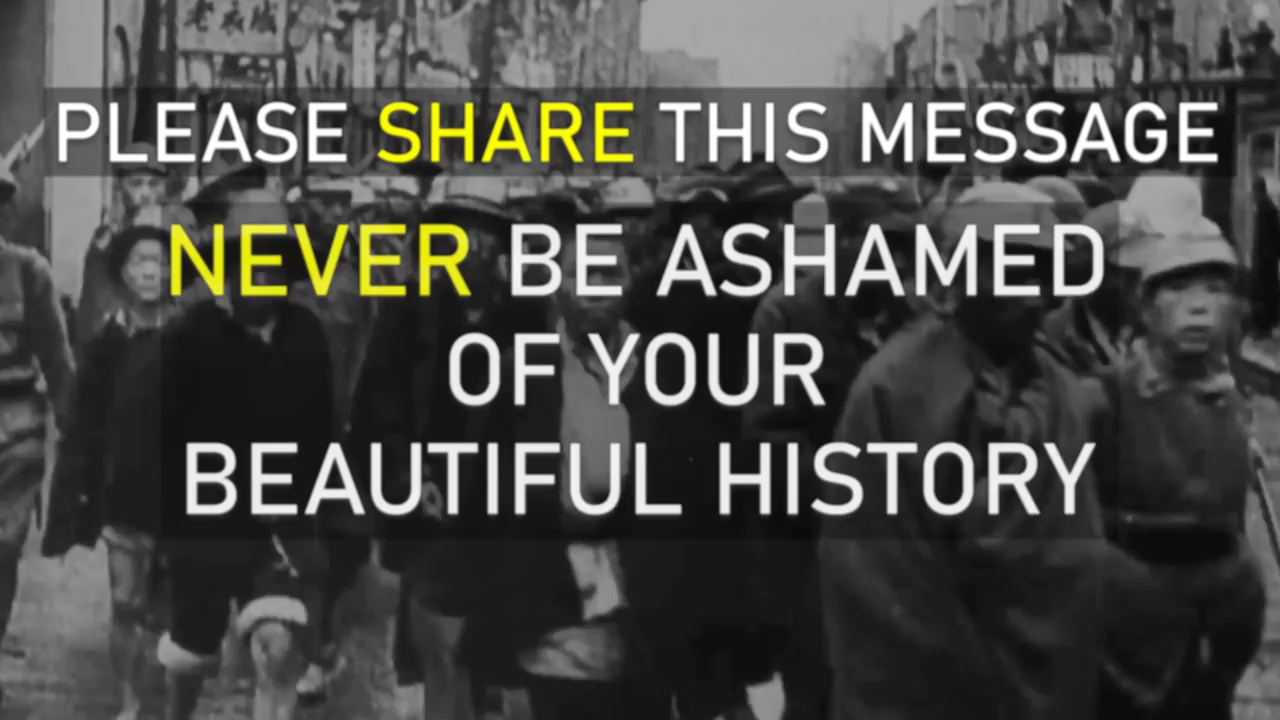 PLEASE SHARE THIS MESSAGE
NEVER BE ASHAMED
OF YOUR
BEAUTIFUL HISTORY